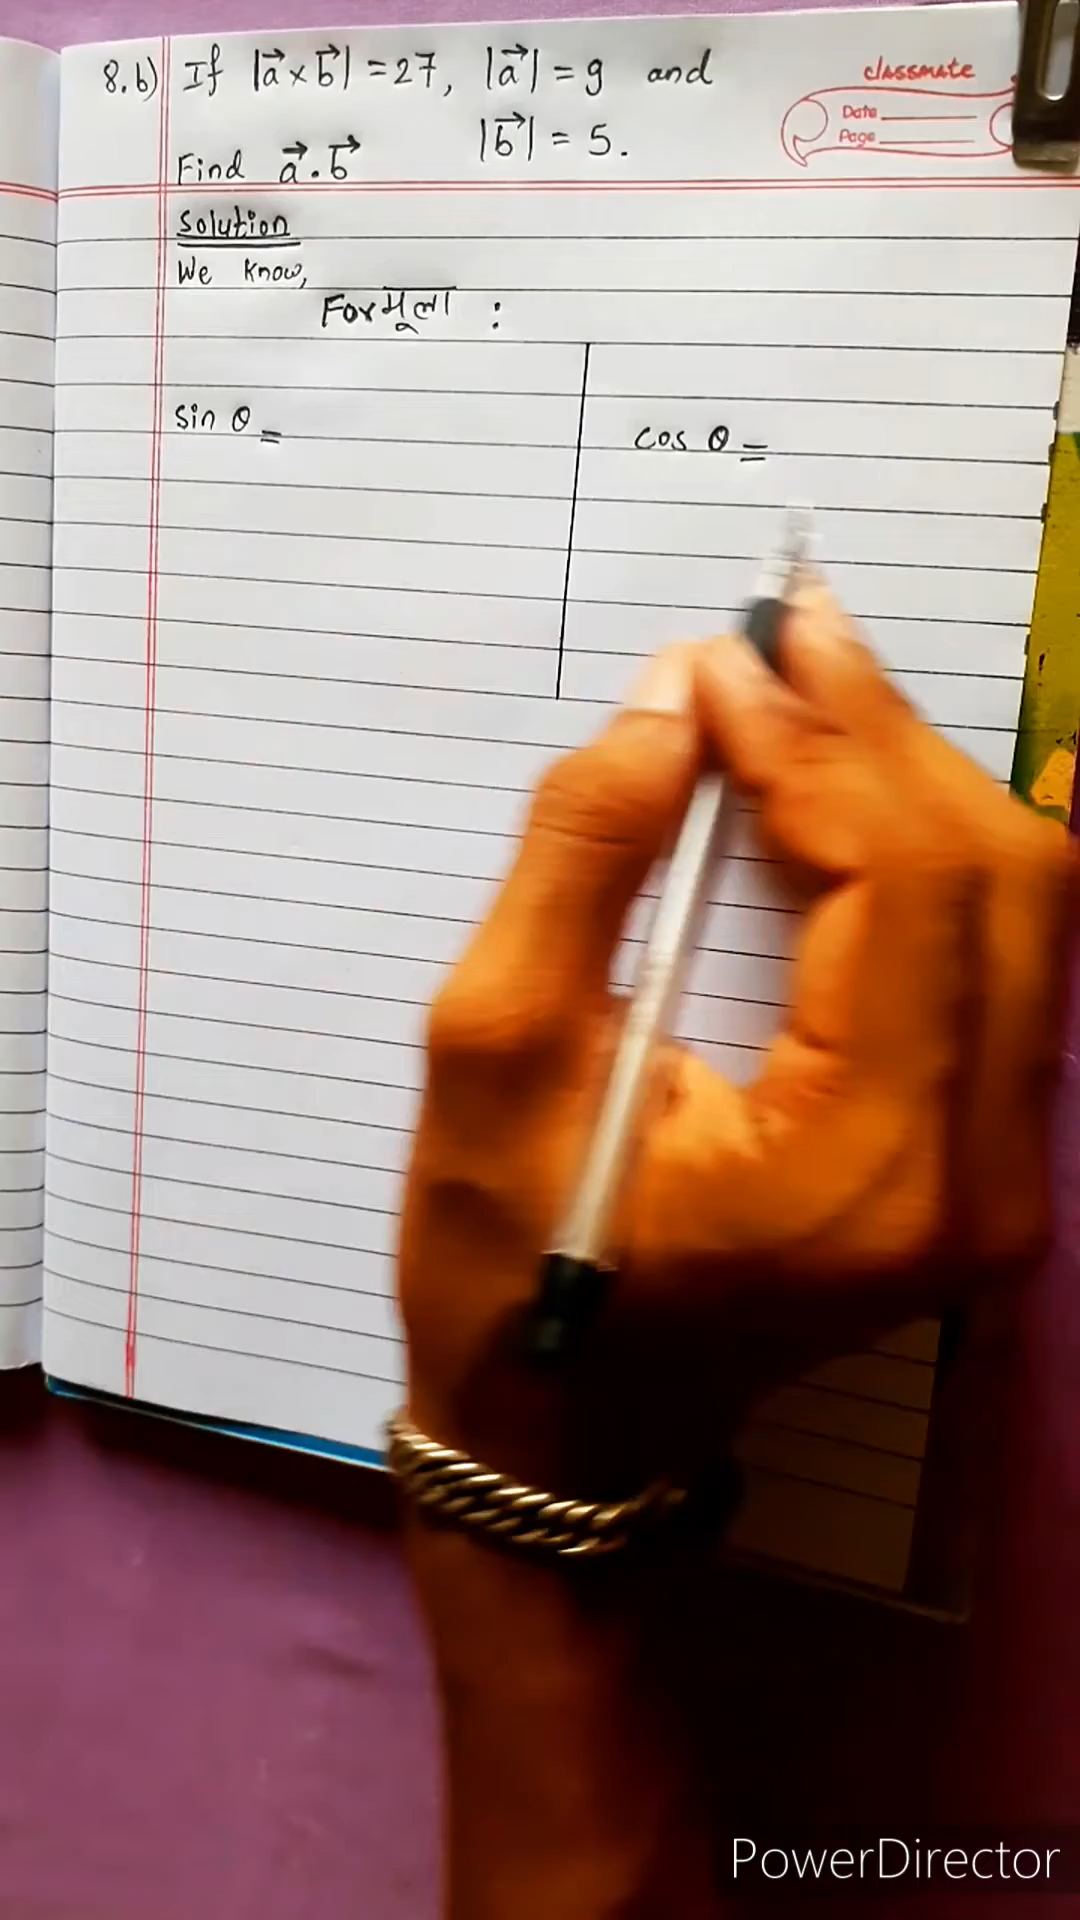 8.b) If |a⃗ × b⃗| = 27, |a⃗| = 9 and
|b⃗| = 5.
Find a⃗ . b⃗
classmate
Date
Page
Solution
We know,
Forमूला :
sin θ =
cos θ =
PowerDirector